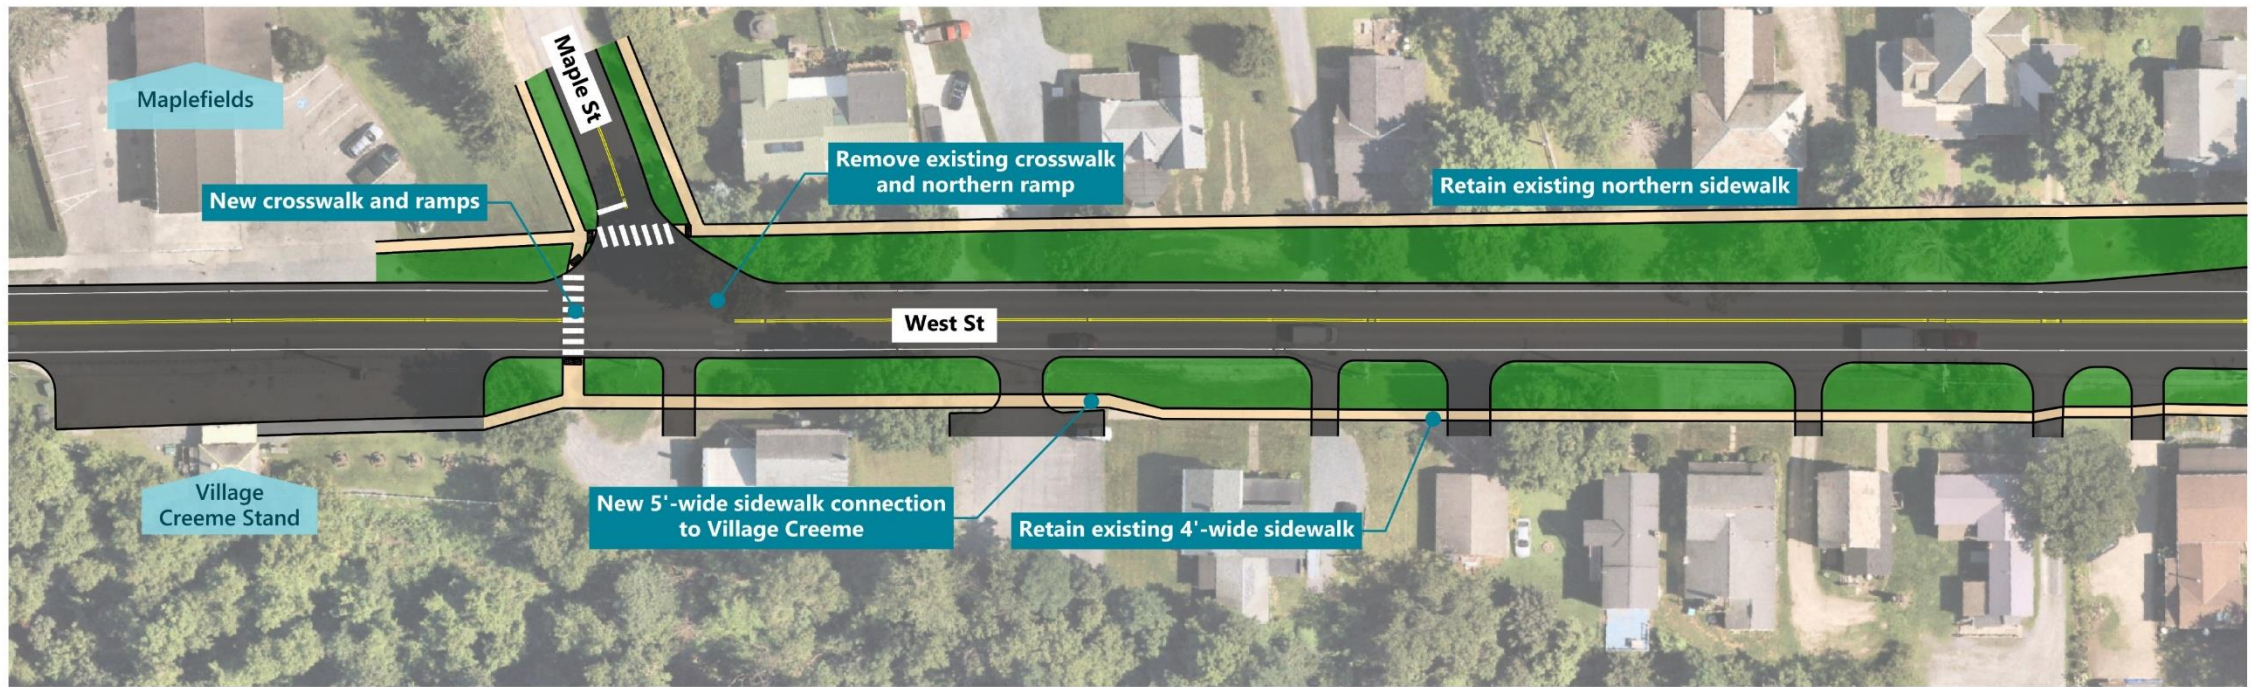 Maple St
Maplefields
Remove existing crosswalk
and northern ramp
Retain existing northern sidewalk
New crosswalk and ramps
West St
Village
Creeme Stand
New 5'-wide sidewalk connection
to Village Creeme
Retain existing 4'-wide sidewalk